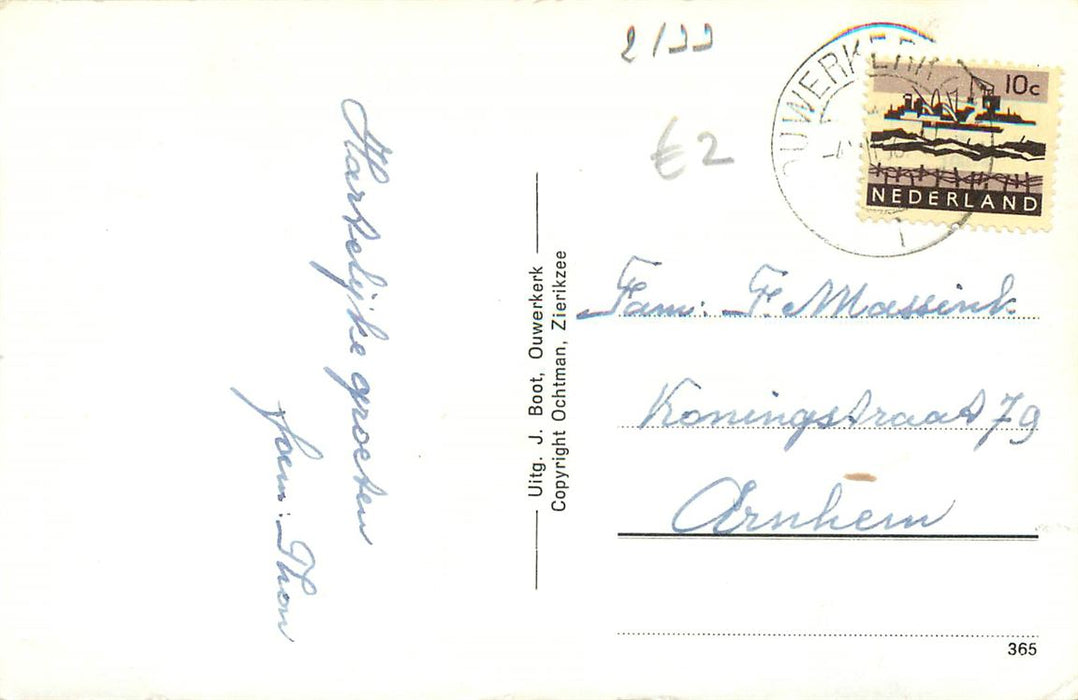 2/99
€2
OUWERKERK
10c
NEDERLAND
Hartelijke groeten
fam: Thon
Uitg. J. Boot, Ouwerkerk
Copyright Ochtman, Zierikzee
Fam: F. Massink
Koningstraat 79
Arnhem
365